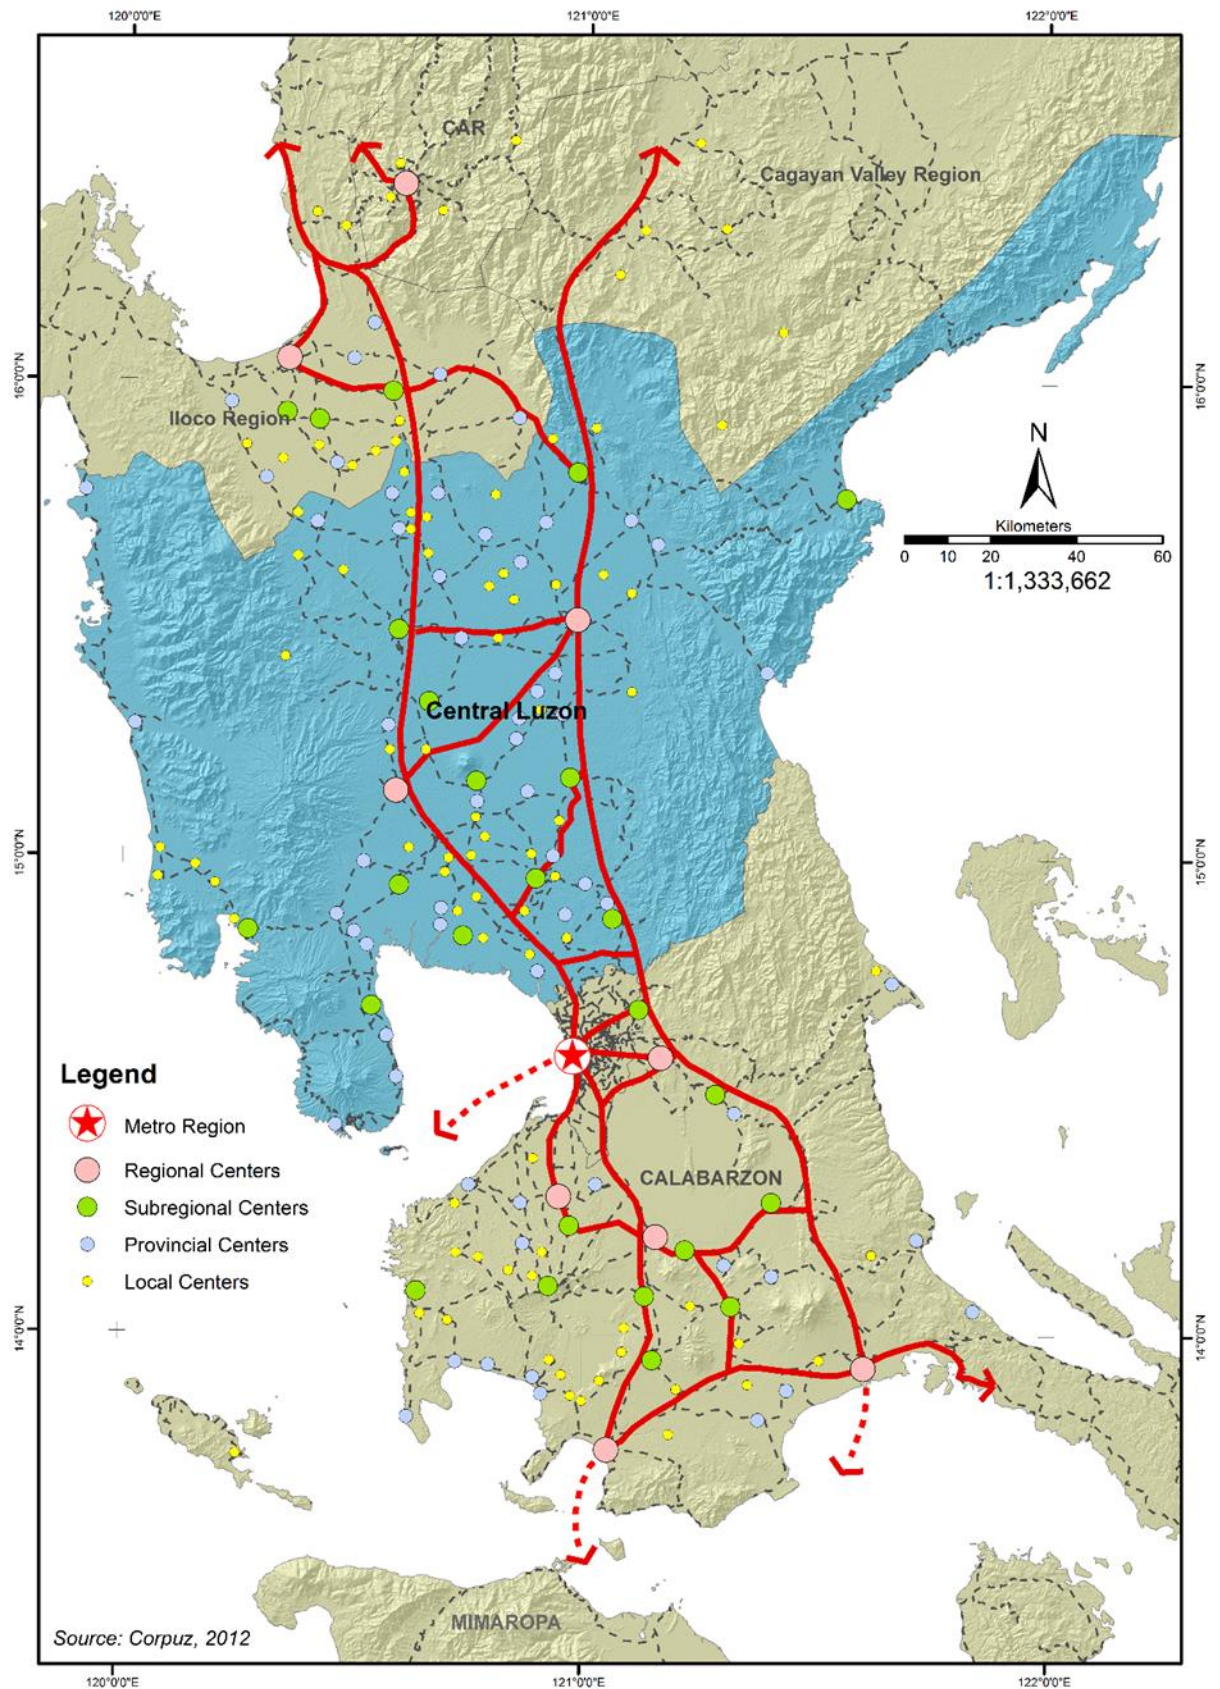 120°0'0"E
121°0'0"E
122°0'0"E
CAR
Cagayan Valley Region
16°0'0"N
16°0'0"N
Iloco Region
N
Kilometers
0 10 20 40 60
1:1,333,662
Central Luzon
15°0'0"N
15°0'0"N
Legend
Metro Region
Regional Centers
Subregional Centers
Provincial Centers
Local Centers
CALABARZON
14°0'0"N
14°0'0"N
MIMAROPA
Source: Corpuz, 2012
120°0'0"E
121°0'0"E
122°0'0"E